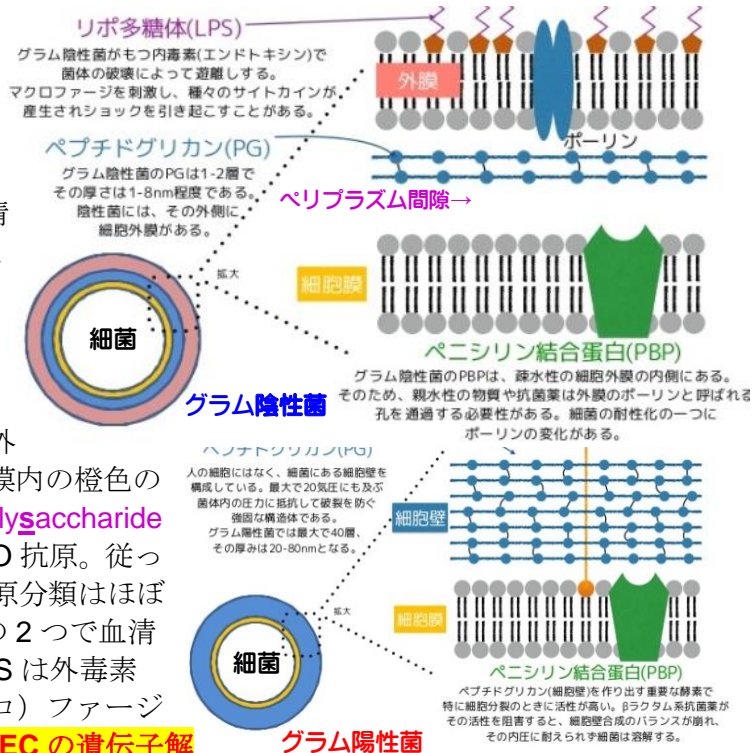 リポ多糖体(LPS)
グラム陰性菌がもつ内毒素(エンドトキシン)で
菌体の破壊によって遊離しする。
マクロファージを刺激し、種々のサイトカインが
産生されショックを引き起こすことがある。
外膜
ポーリン
ペプチドグリカン(PG)
グラム陰性菌のPGは1-2層で
その厚さは1-8nm程度である。
陰性菌には、その外側に
細胞外膜がある。
ペリプラズム間隙→
拡大
細胞膜
細菌
グラム陰性菌
ペニシリン結合蛋白(PBP)
グラム陰性菌のPBPは、疎水性の細胞外膜の内側にある。
そのため、親水性の物質や抗菌薬は外膜のポーリンと呼ばれる
孔を通過する必要性がある。細菌の耐性化の一つに
ポーリンの変化がある。
外
膜内の橙色の
lysaccharide
O 抗原。従っ
原分類はほぼ
の 2 つで血清
S は外毒素
ロ）ファージ
EC の遺伝子解
ペプチドグリカン(PG)
人の細胞にはなく、細菌にある細胞壁を
構成している。最大で20気圧にも及ぶ
菌体内の圧力に抵抗して破裂を防ぐ
強固な構造体である。
グラム陽性菌では最大で40層、
その厚みは20-80nmとなる。
細胞壁
拡大
細胞膜
細菌
グラム陽性菌
ペニシリン結合蛋白(PBP)
ペプチドグリカン(細胞壁)を作り出す重要な酵素で
特に細胞分裂のときに活性が高い。βラクタム系抗菌薬が
その活性を阻害すると、細胞壁合成のバランスが崩れ、
その内圧に耐えられず細菌は溶解する。